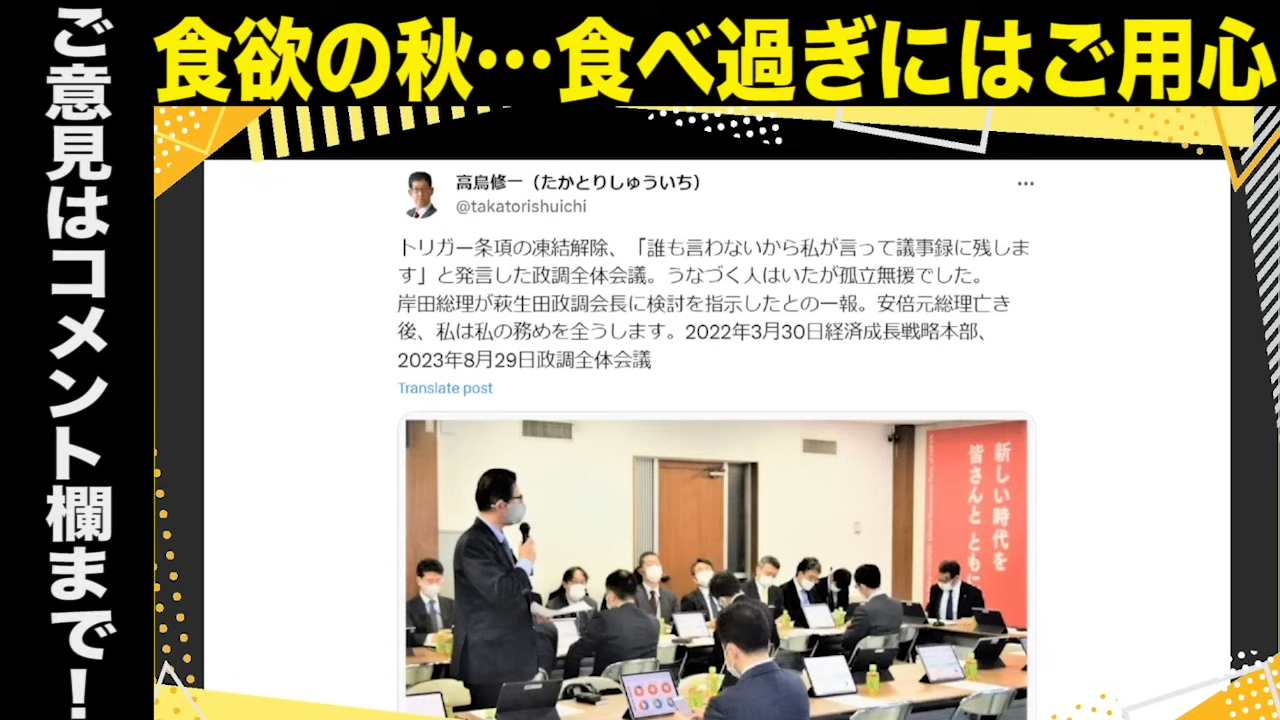 食欲の秋…食べ過ぎにはご用心
ご意見はコメント欄まで！
高鳥修一（たかとりしゅういち）
@takatorishuichi
トリガー条項の凍結解除、「誰も言わないから私が言って議事録に残しま
す」と発言した政調全体会議。うなづく人はいたが孤立無援でした。
岸田総理が萩生田政調会長に検討を指示したとの一報。安倍元総理亡き
後、私は私の務めを全うします。2022年3月30日経済成長戦略本部、
2023年8月29日政調全体会議
Translate post
新しい時代を
皆さんと ともに